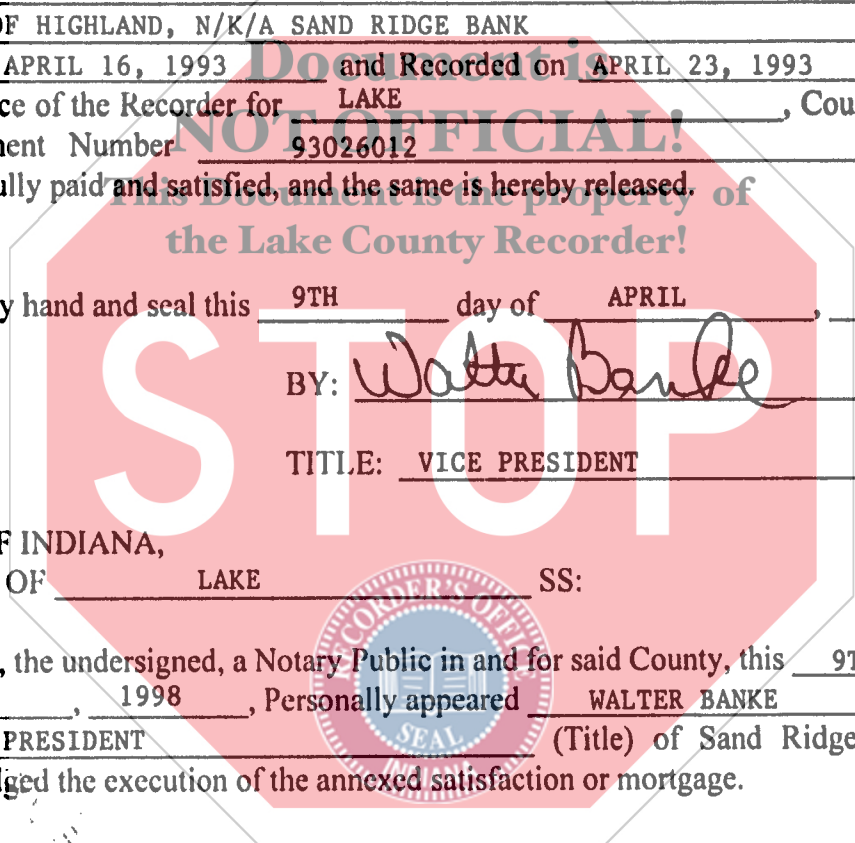 OF HIGHLAND, N/K/A SAND RIDGE BANK
APRIL 16, 1993 and Recorded on APRIL 23, 1993
ce of the Recorder for LAKE, Cou
ent Number 93026012
ully paid and satisfied, and the same is hereby released.
Document is
NOT OFFICIAL!
This Document is the property of
the Lake County Recorder!
y hand and seal this 9TH day of APRIL,
STOP
BY: Walter Banke
TITLE: VICE PRESIDENT
F INDIANA,
OF LAKE SS:
, the undersigned, a Notary Public in and for said County, this 9T
, 1998, Personally appeared WALTER BANKE
PRESIDENT (Title) of Sand Ridge
dged the execution of the annexed satisfaction or mortgage.
RECORDER'S OFFICE
SEAL
INDIANA